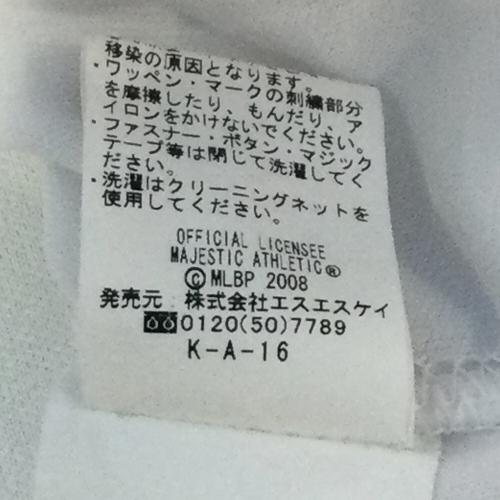 移染の原因となります。
・ワッペン・マークの刺繍部分
を摩擦したり、もんだり、ア
イロンをかけないでください。
・ファスナー・ボタン・マジック
テープ等は閉じて洗濯してく
ださい。
・洗濯はクリーニングネットを
使用してください。
OFFICIAL LICENSEE
MAJESTIC ATHLETIC®
©MLBP 2008
発売元：株式会社エスエスケイ
0120(50)7789
K-A-16